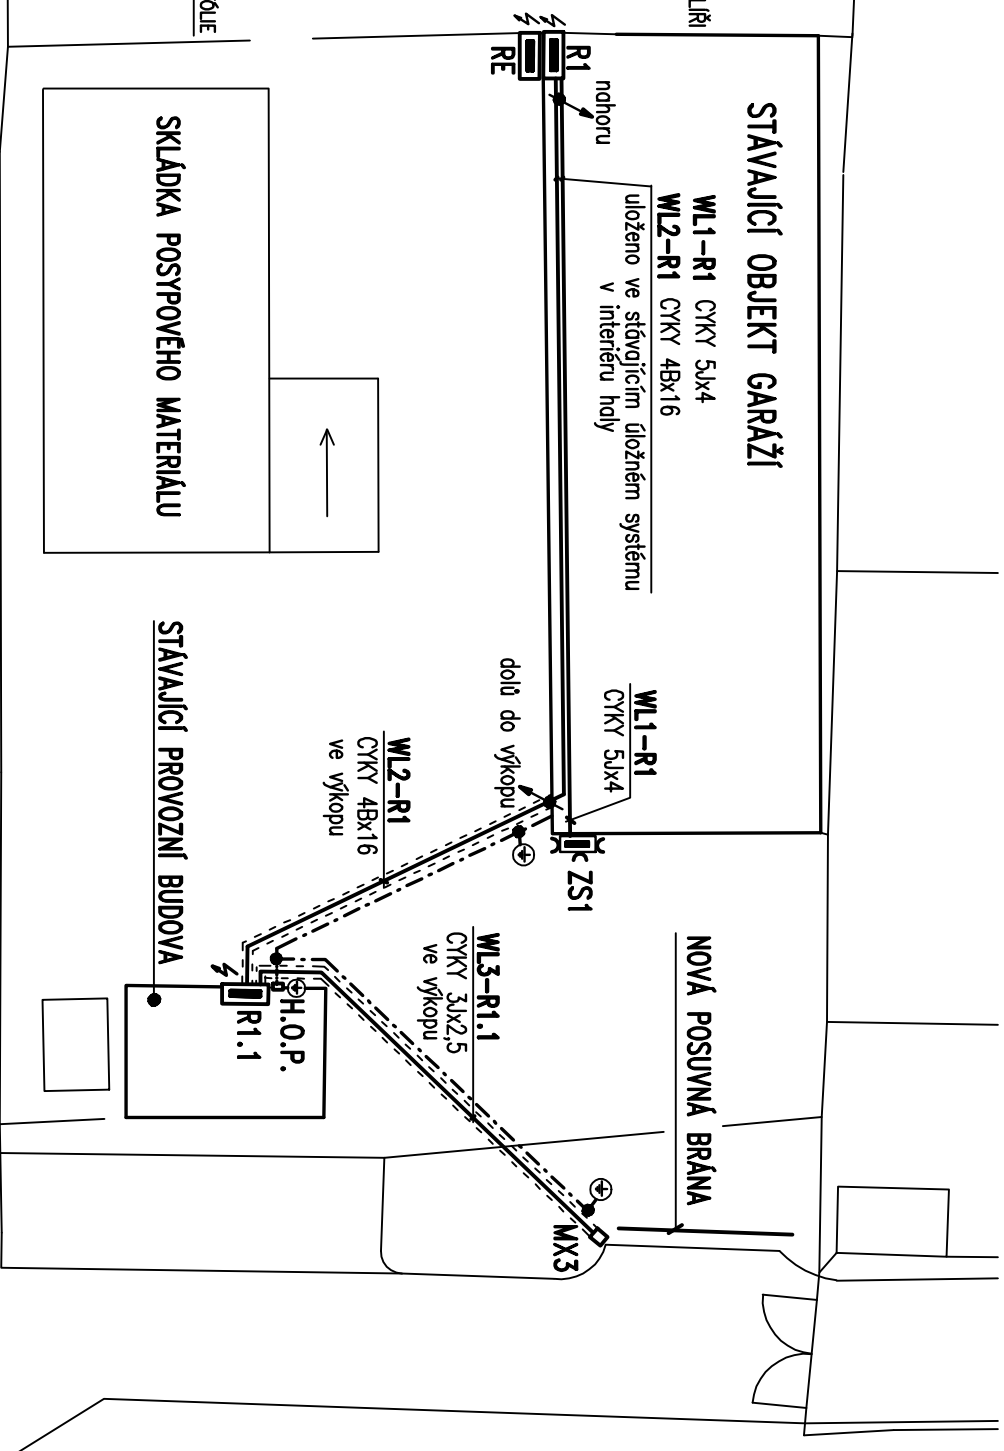 STÁVAJÍCÍ OBJEKT GARÁŽÍ
WL1-R1 CYKY 5Jx4
WL2-R1 CYKY 4Bx16
uloženo ve stávajícím úložném systému
v interiéru haly
nahoru
R1
RE
SKLÁDKA POSYPOVÉHO MATERIÁLU
WL1-R1
CYKY 5Jx4
dolů do výkopu
WL2-R1
CYKY 4Bx16
ve výkopu
STÁVAJÍCÍ PROVOZNÍ BUDOVA
ZS1
NOVÁ POSUVNÁ BRÁNA
WL3-R1.1
CYKY 3Jx2,5
ve výkopu
H.O.P.
R1.1
MX3